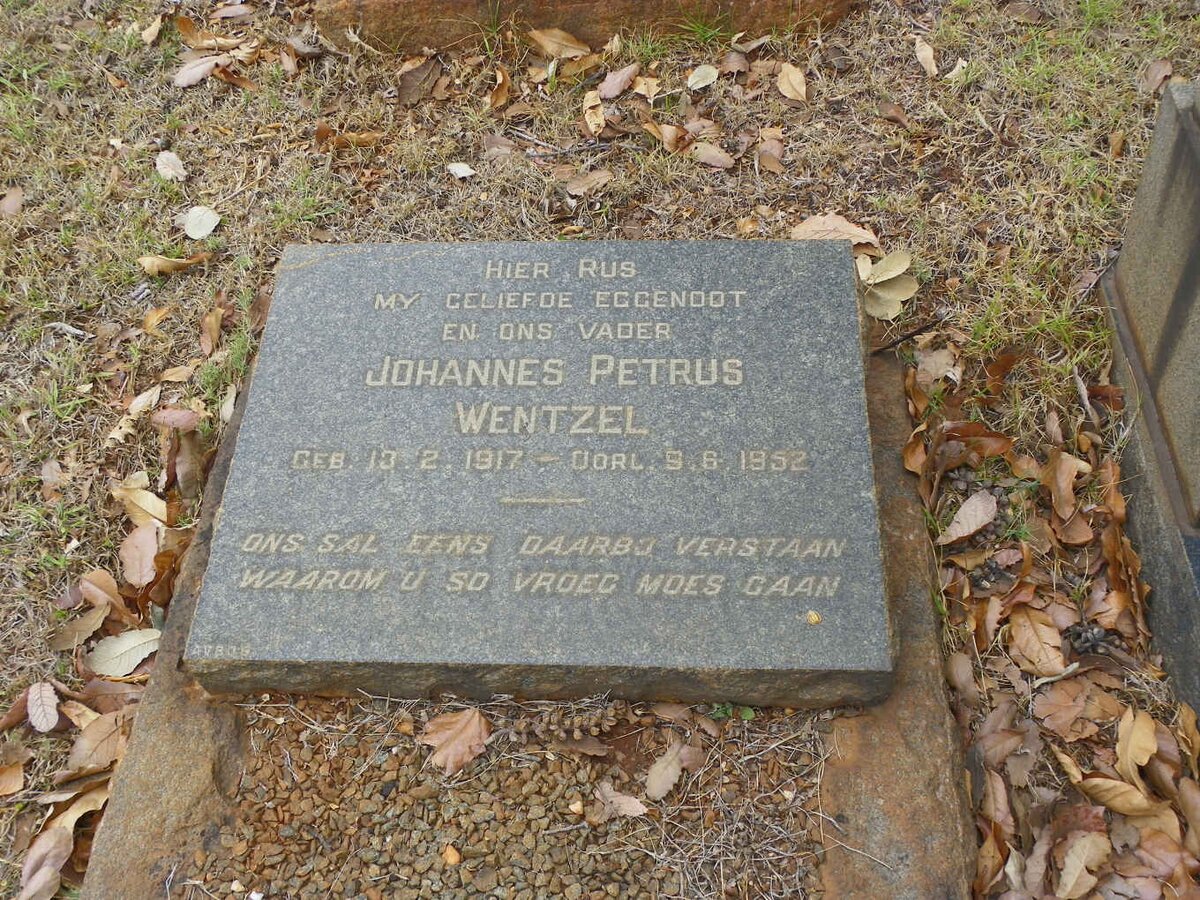 HIER RUS
MY GELIEFDE EGGENOOT
EN ONS VADER
JOHANNES PETRUS
WENTZEL
GEB. 13. 2. 1917 — OORL. 9. 6. 1952
ONS SAL EENS DAARBO VERSTAAN
WAAROM U SO VROEG MOES GAAN